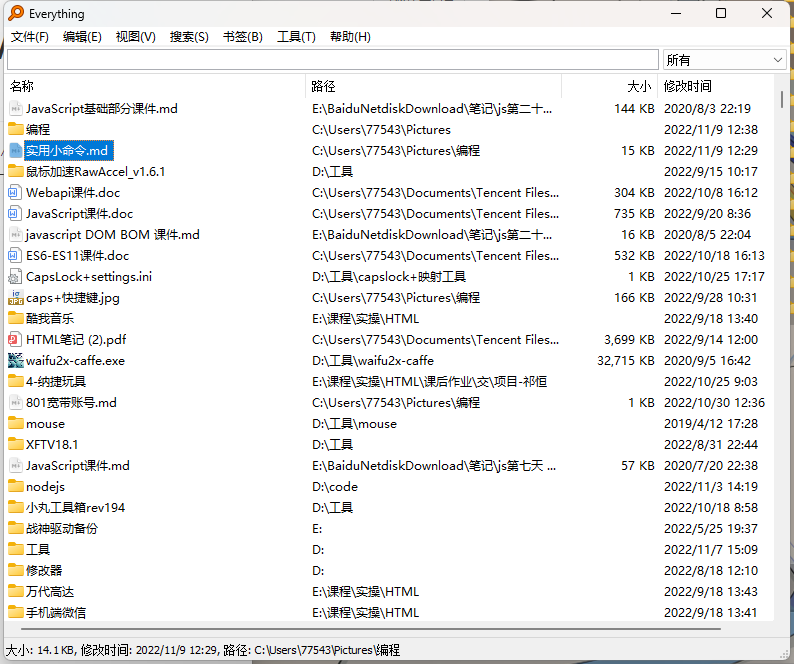 Everything
文件(F) 编辑(E) 视图(V) 搜索(S) 书签(B) 工具(T) 帮助(H)
所有
名称 路径 大小 修改时间
JavaScript基础部分课件.md E:\BaiduNetdiskDownload\笔记\js第二十... 144 KB 2020/8/3 22:19
编程 C:\Users\77543\Pictures 2022/11/9 12:38
实用小命令.md C:\Users\77543\Pictures\编程 15 KB 2022/11/9 12:29
鼠标加速RawAccel_v1.6.1 D:\工具 2022/9/15 10:17
Webapi课件.doc C:\Users\77543\Documents\Tencent Files... 304 KB 2022/10/8 16:12
JavaScript课件.doc C:\Users\77543\Documents\Tencent Files... 735 KB 2022/9/20 8:36
javascript DOM BOM 课件.md E:\BaiduNetdiskDownload\笔记\js第二十... 16 KB 2020/8/5 22:04
ES6-ES11课件.doc C:\Users\77543\Documents\Tencent Files... 532 KB 2022/10/18 16:13
CapsLock+settings.ini D:\工具\capslock+映射工具 1 KB 2022/10/25 17:17
caps+快捷键.jpg C:\Users\77543\Pictures\编程 166 KB 2022/9/28 10:31
酷我音乐 E:\课程\实操\HTML 2022/9/18 13:40
HTML笔记 (2).pdf C:\Users\77543\Documents\Tencent Files... 3,699 KB 2022/9/14 12:00
waifu2x-caffe.exe D:\工具\waifu2x-caffe 32,715 KB 2020/9/5 16:42
4-纳捷玩具 E:\课程\实操\HTML\课后作业\交\项目-祁恒 2022/10/25 9:03
801宽带账号.md C:\Users\77543\Pictures\编程 1 KB 2022/10/30 12:36
mouse D:\工具\mouse 2019/4/12 17:28
XFTV18.1 D:\工具 2022/8/31 22:44
JavaScript课件.md E:\BaiduNetdiskDownload\笔记\js第七天 ... 57 KB 2020/7/20 22:38
nodejs D:\code 2022/11/3 14:19
小丸工具箱rev194 D:\工具 2022/10/18 8:58
战神驱动备份 E: 2022/5/25 19:37
工具 D: 2022/11/7 15:09
修改器 D: 2022/8/18 12:10
万代高达 E:\课程\实操\HTML 2022/9/18 13:43
手机端微信 E:\课程\实操\HTML 2022/9/18 13:41
大小: 14.1 KB, 修改时间: 2022/11/9 12:29, 路径: C:\Users\77543\Pictures\编程